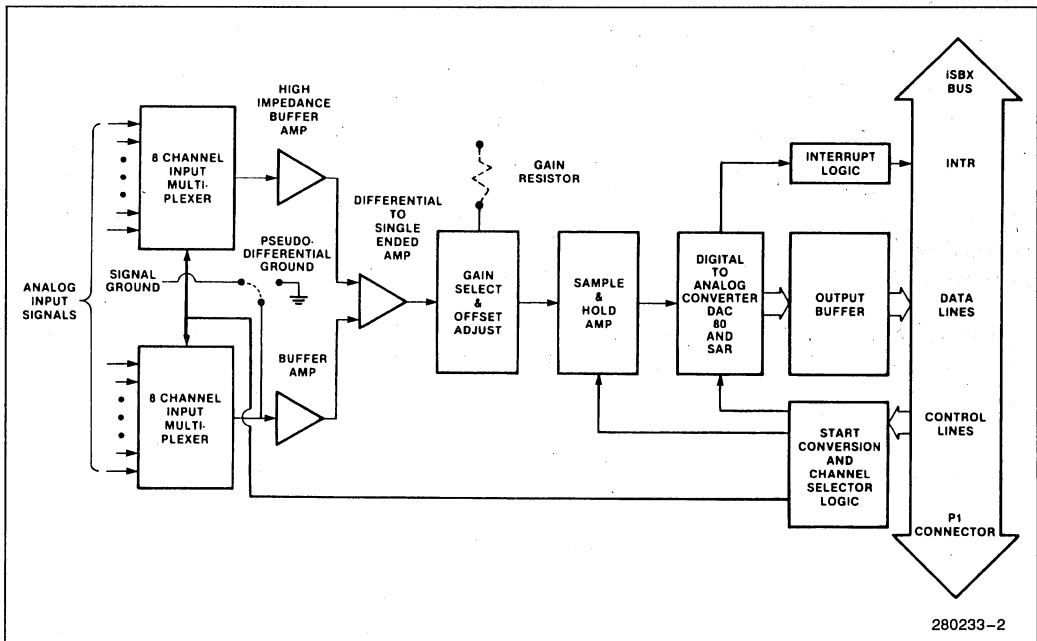 HIGH
IMPEDANCE
BUFFER
AMP
8 CHANNEL
INPUT
MULTI-
PLEXER
SIGNAL
GROUND
PSEUDO-
DIFFERENTIAL
GROUND
ANALOG
INPUT
SIGNALS
8 CHANNEL
INPUT
MULTI-
PLEXER
BUFFER AMP
DIFFERENTIAL
TO
SINGLE
ENDED AMP
GAIN
RESISTOR
GAIN
SELECT
&
OFFSET
ADJUST
SAMPLE
&
HOLD
AMP
DIGITAL
TO
ANALOG
CONVERTER
DAC
80
AND
SAR
INTERRUPT
LOGIC
OUTPUT
BUFFER
START
CONVERSION
AND
CHANNEL
SELECTOR
LOGIC
iSBX
BUS
INTR
DATA
LINES
CONTROL
LINES
P1
CONNECTOR
280233-2